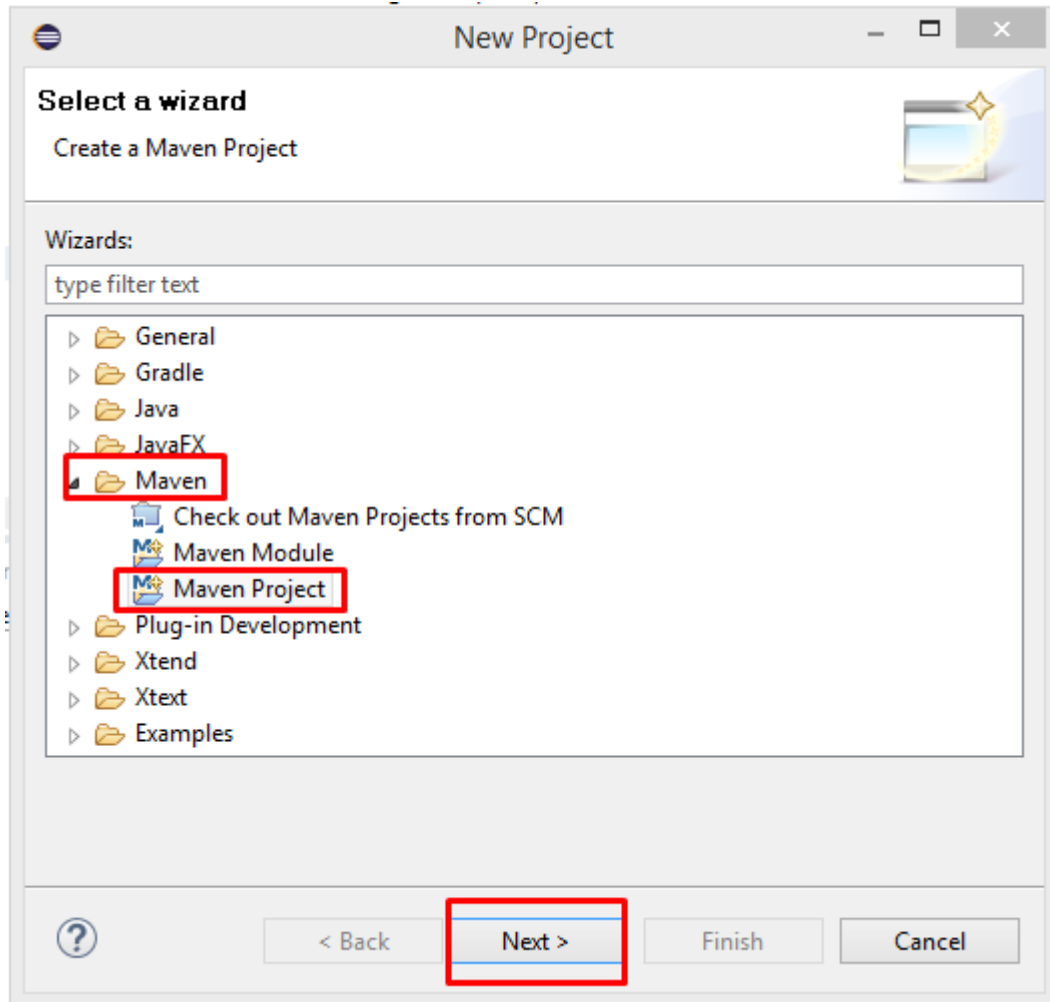 New Project
Select a wizard
Create a Maven Project
Wizards:
type filter text
General
Gradle
Java
JavaFX
Maven
Check out Maven Projects from SCM
Maven Module
Maven Project
Plug-in Development
Xtend
Xtext
Examples
< Back Next > Finish Cancel